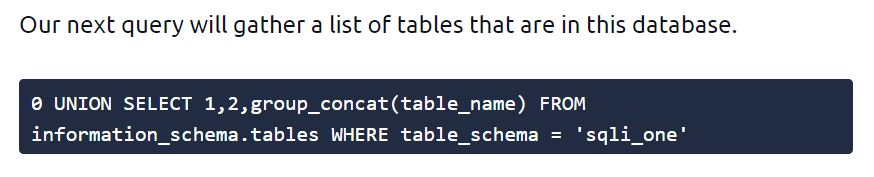 Our next query will gather a list of tables that are in this database.
0 UNION SELECT 1,2,group_concat(table_name) FROM
information_schema.tables WHERE table_schema = 'sqli_one'